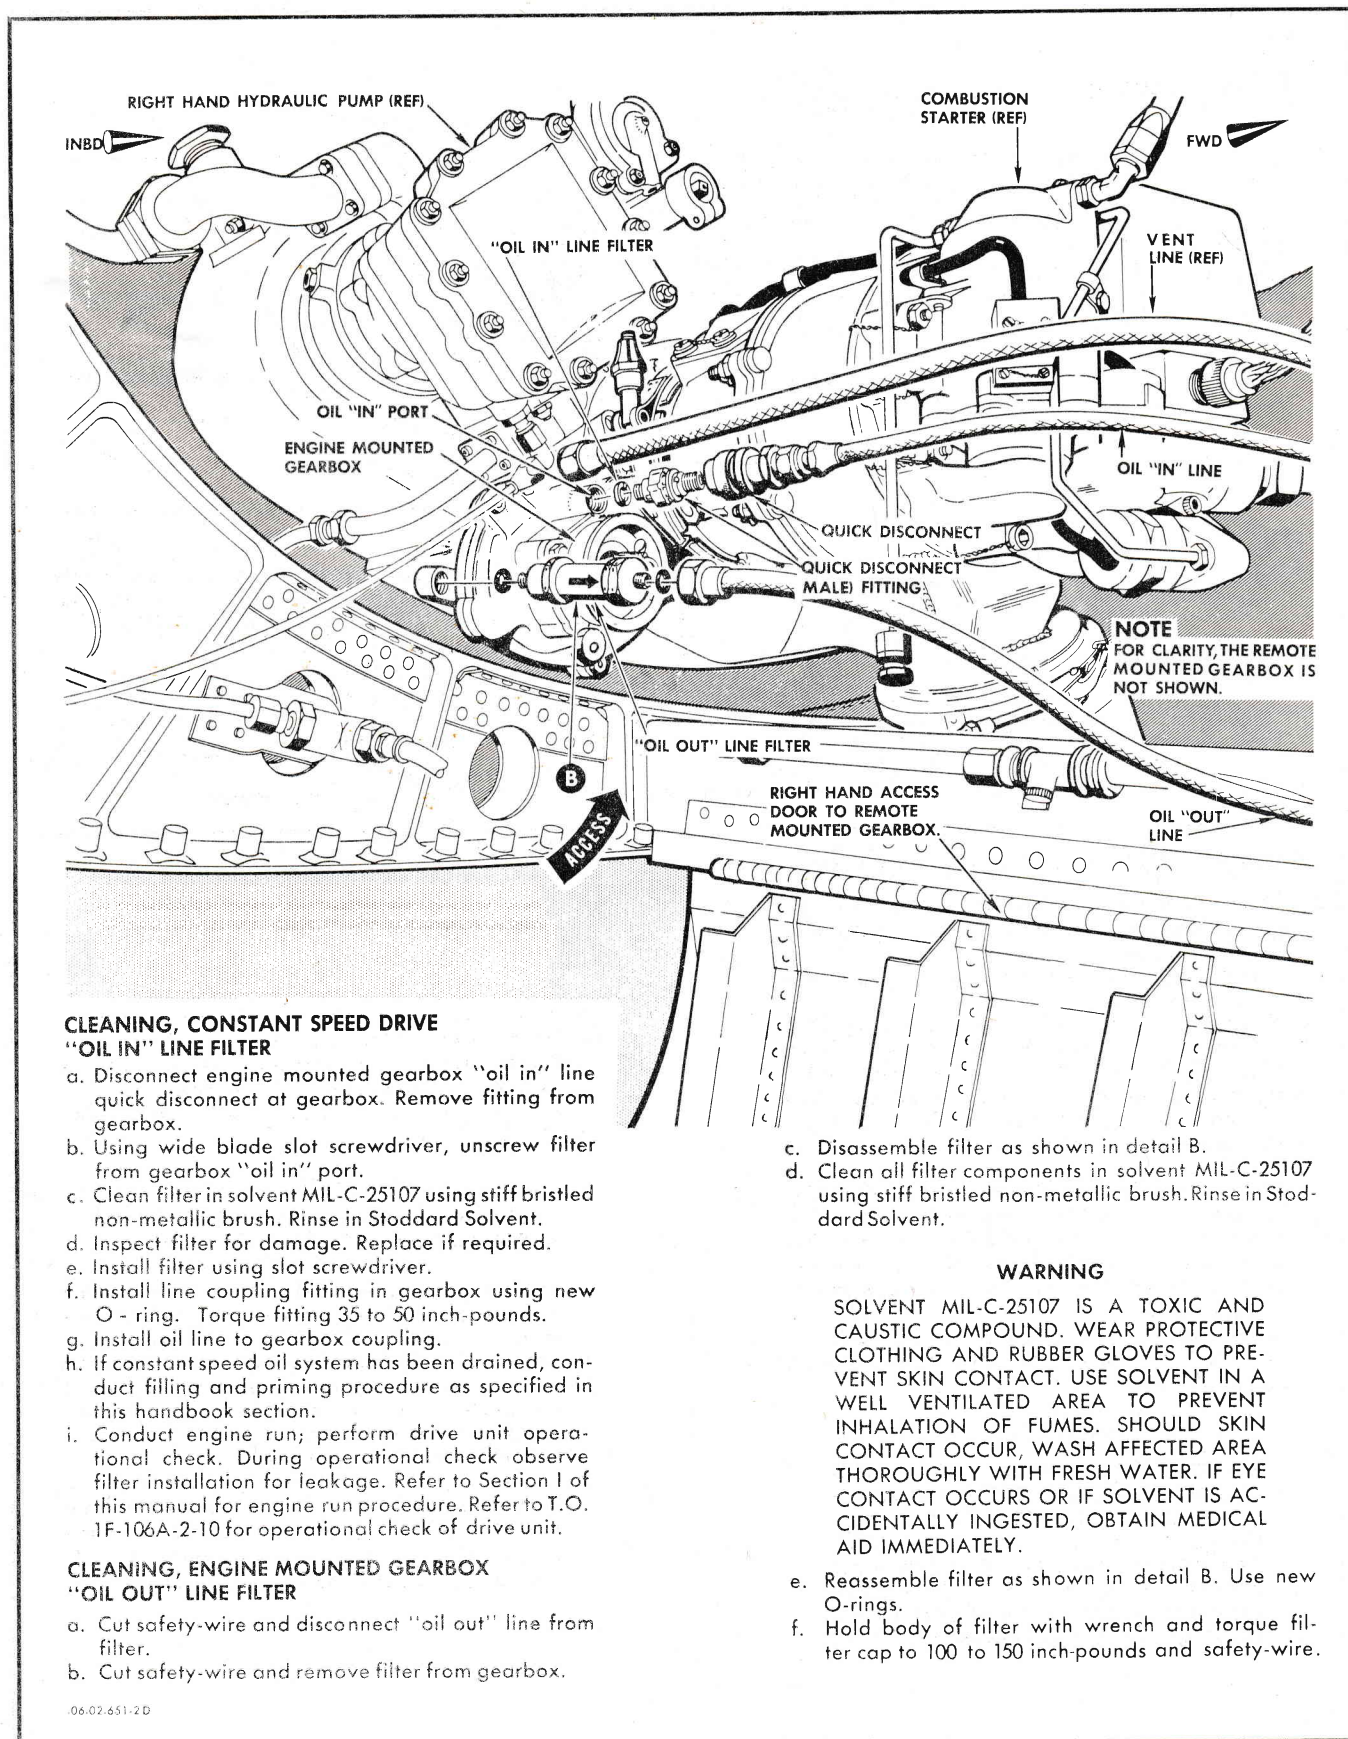 RIGHT HAND HYDRAULIC PUMP (REF)
COMBUSTION
STARTER (REF)
INBD
FWD
"OIL IN" LINE FILTER
VENT
LINE (REF)
OIL "IN" PORT
ENGINE MOUNTED
GEARBOX
OIL "IN" LINE
QUICK DISCONNECT
QUICK DISCONNECT
MALE) FITTING
NOTE
FOR CLARITY, THE REMOTE
MOUNTED GEARBOX IS
NOT SHOWN.
"OIL OUT" LINE FILTER
B
ACCESS
RIGHT HAND ACCESS
DOOR TO REMOTE
MOUNTED GEARBOX.
OIL "OUT"
LINE
CLEANING, CONSTANT SPEED DRIVE
"OIL IN" LINE FILTER
a. Disconnect engine mounted gearbox "oil in" line
quick disconnect at gearbox. Remove fitting from
gearbox.
b. Using wide blade slot screwdriver, unscrew filter
from gearbox "oil in" port.
c. Clean filter in solvent MIL-C-25107 using stiff bristled
non-metallic brush. Rinse in Stoddard Solvent.
d. Inspect filter for damage. Replace if required.
e. Install filter using slot screwdriver.
f. Install line coupling fitting in gearbox using new
O - ring. Torque fitting 35 to 50 inch-pounds.
g. Install oil line to gearbox coupling.
h. If constant speed oil system has been drained, con-
duct filling and priming procedure as specified in
this handbook section.
i. Conduct engine run; perform drive unit opera-
tional check. During operational check observe
filter installation for leakage. Refer to Section I of
this manual for engine run procedure. Refer to T.O.
1F-106A-2-10 for operational check of drive unit.
CLEANING, ENGINE MOUNTED GEARBOX
"OIL OUT" LINE FILTER
a. Cut safety-wire and disconnect "oil out" line from
filter.
b. Cut safety-wire and remove filter from gearbox.
c. Disassemble filter as shown in detail B.
d. Clean all filter components in solvent MIL-C-25107
using stiff bristled non-metallic brush. Rinse in Stod-
dard Solvent.
WARNING
SOLVENT MIL-C-25107 IS A TOXIC AND
CAUSTIC COMPOUND. WEAR PROTECTIVE
CLOTHING AND RUBBER GLOVES TO PRE-
VENT SKIN CONTACT. USE SOLVENT IN A
WELL VENTILATED AREA TO PREVENT
INHALATION OF FUMES. SHOULD SKIN
CONTACT OCCUR, WASH AFFECTED AREA
THOROUGHLY WITH FRESH WATER. IF EYE
CONTACT OCCURS OR IF SOLVENT IS AC-
CIDENTALLY INGESTED, OBTAIN MEDICAL
AID IMMEDIATELY.
e. Reassemble filter as shown in detail B. Use new
O-rings.
f. Hold body of filter with wrench and torque fil-
ter cap to 100 to 150 inch-pounds and safety-wire.
.06.02.651-2D